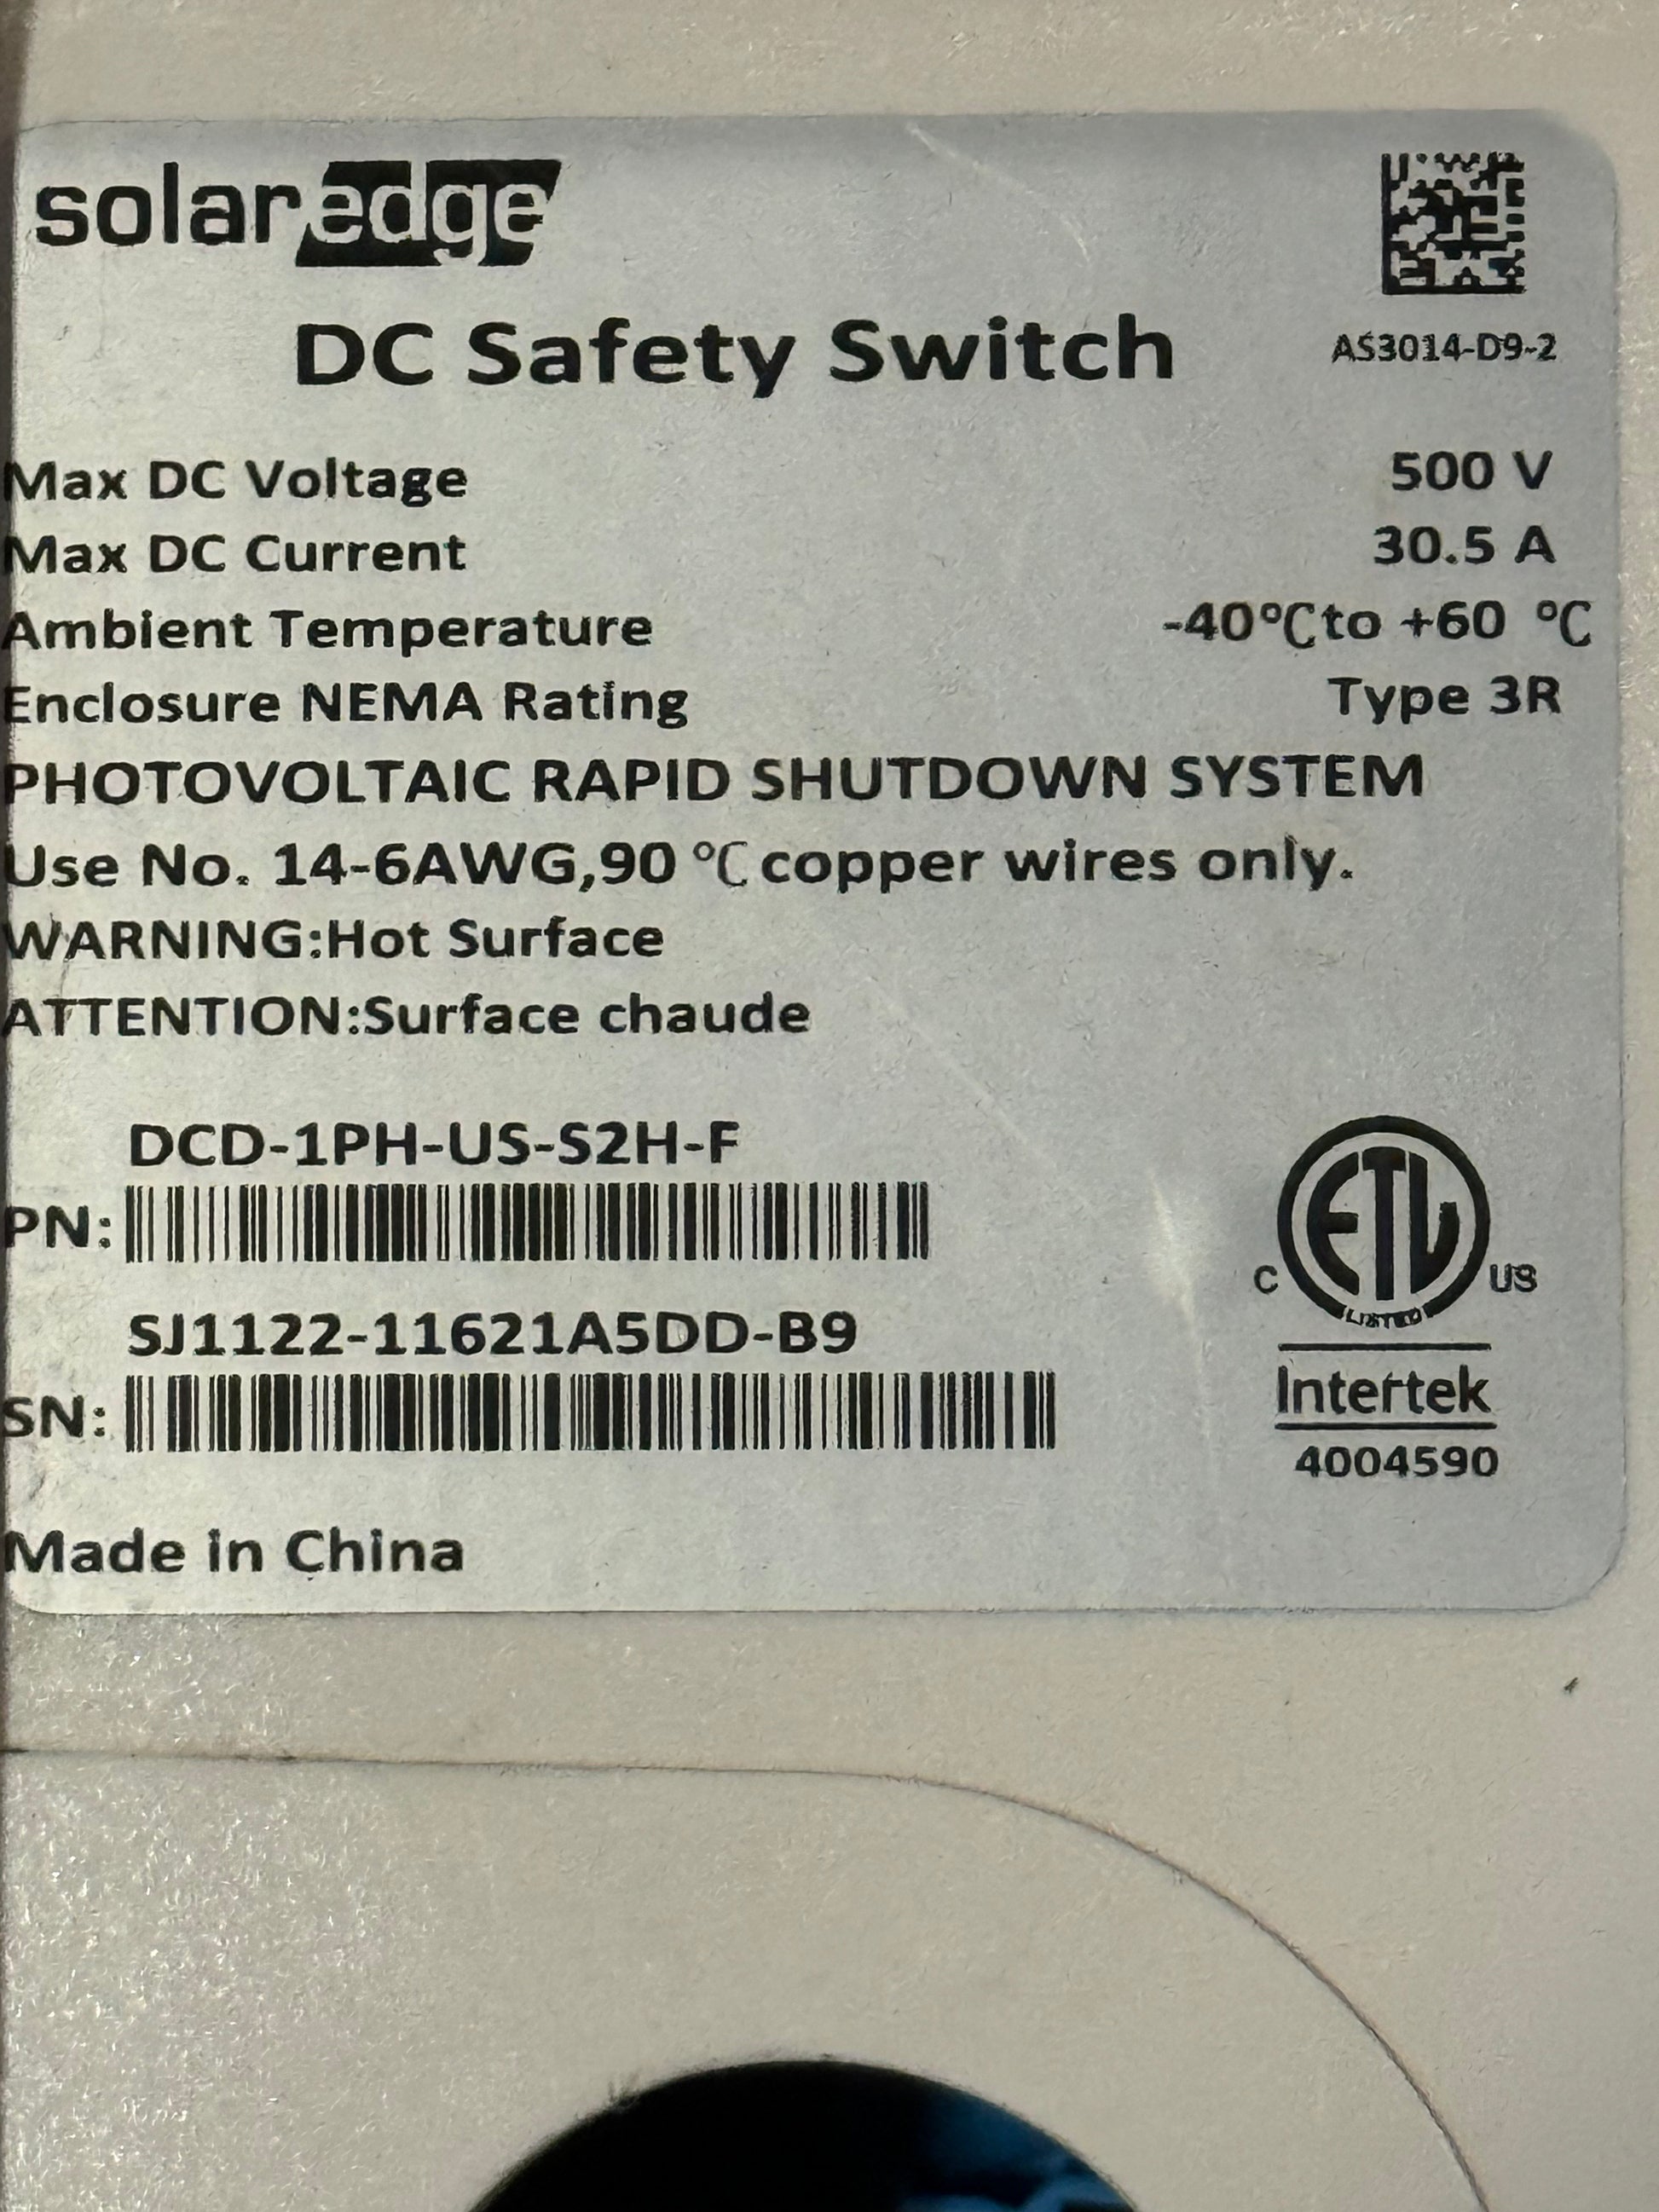 solaredge
AS3014-D9-2
DC Safety Switch
Max DC Voltage 500 V
Max DC Current 30.5 A
Ambient Temperature -40℃to +60 ℃
Enclosure NEMA Rating Type 3R
PHOTOVOLTAIC RAPID SHUTDOWN SYSTEM
Use No. 14-6AWG,90 ℃ copper wires only.
WARNING:Hot Surface
ATTENTION:Surface chaude
DCD-1PH-US-S2H-F
PN:
SJ1122-11621A5DD-B9
SN:
C ETL US
LISTED
Intertek
4004590
Made in China